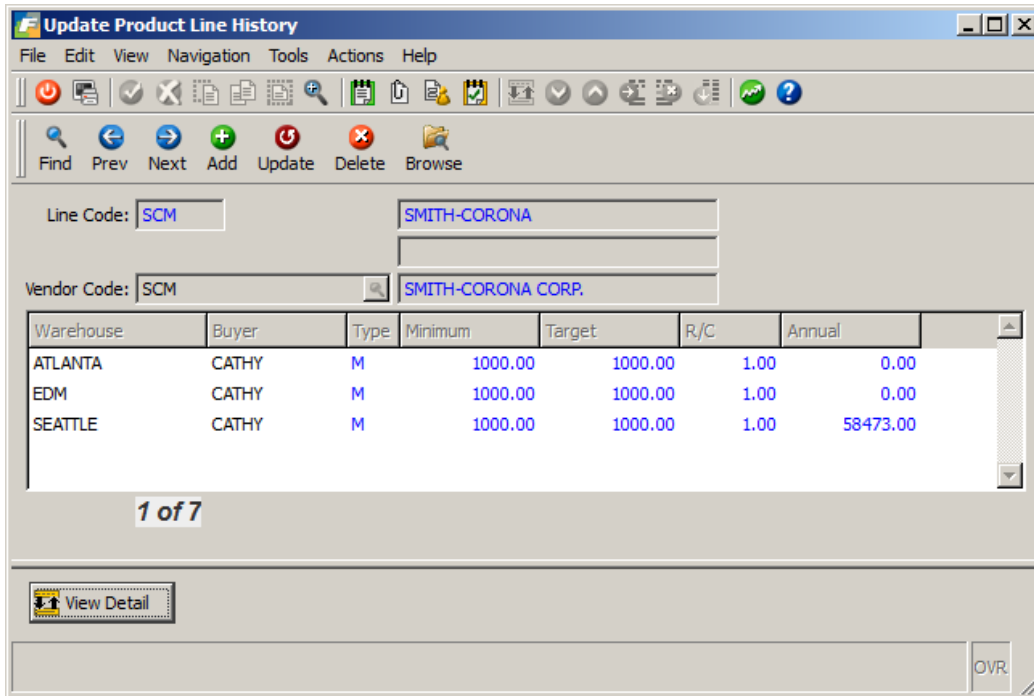 Update Product Line History
File Edit View Navigation Tools Actions Help
Find Prev Next Add Update Delete Browse
Line Code: SCM SMITH-CORONA
Vendor Code: SCM SMITH-CORONA CORP.
Warehouse Buyer Type Minimum Target R/C Annual
ATLANTA CATHY M 1000.00 1000.00 1.00 0.00
EDM CATHY M 1000.00 1000.00 1.00 0.00
SEATTLE CATHY M 1000.00 1000.00 1.00 58473.00
1 of 7
View Detail
OVR